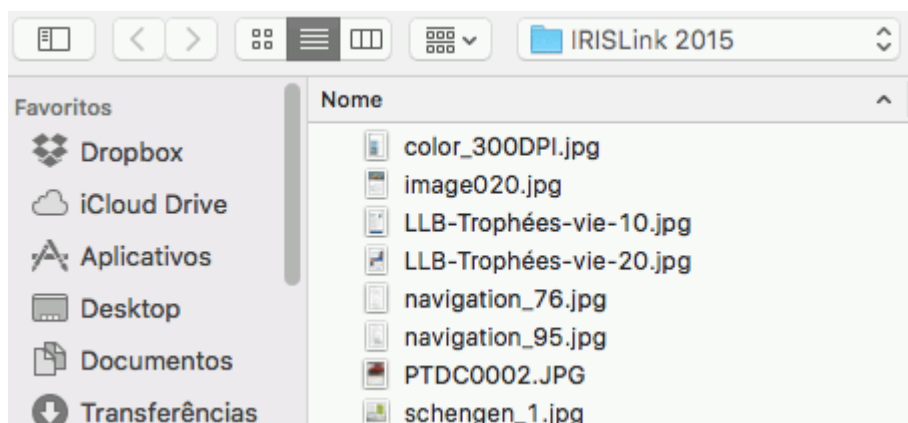 IRISLink 2015
Favoritos
Dropbox
iCloud Drive
Aplicativos
Desktop
Documentos
Transferências
Nome
color_300DPI.jpg
image020.jpg
LLB-Trophées-vie-10.jpg
LLB-Trophées-vie-20.jpg
navigation_76.jpg
navigation_95.jpg
PTDC0002.JPG
schengen_1.jpg